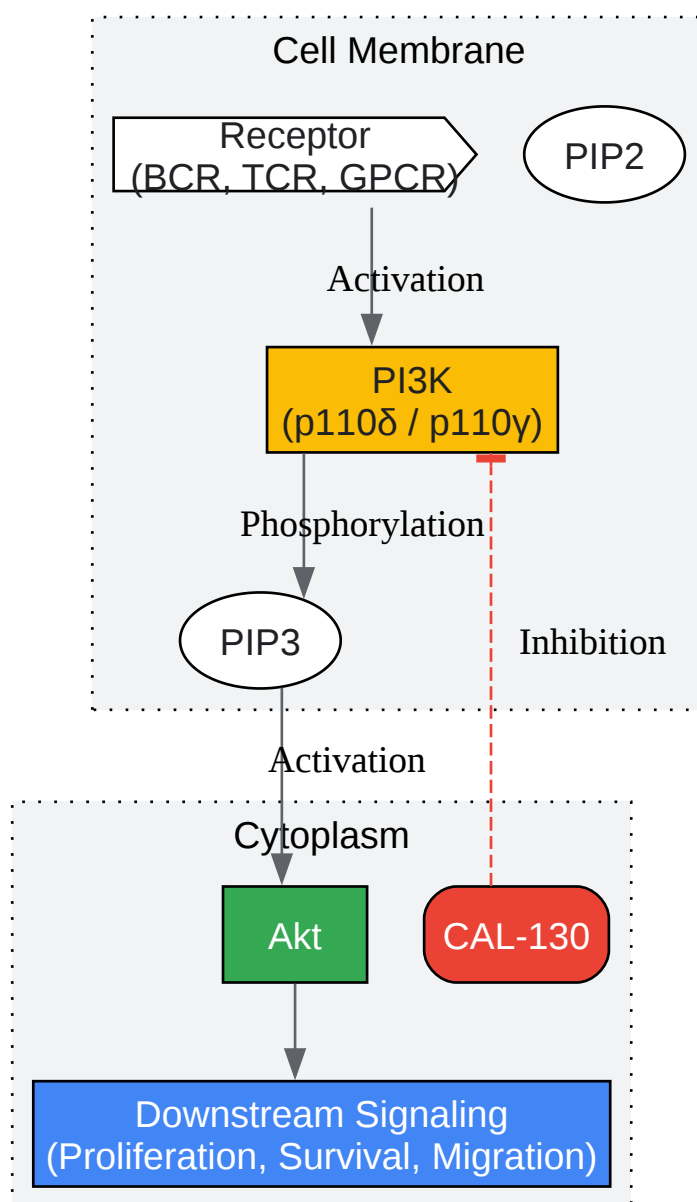 Cell Membrane
Receptor
(BCR, TCR, GPCR)
PIP2
Activation
PI3K
(p110δ / p110γ)
Phosphorylation
PIP3
Inhibition
Activation
Cytoplasm
Akt
CAL-130
Downstream Signaling
(Proliferation, Survival, Migration)